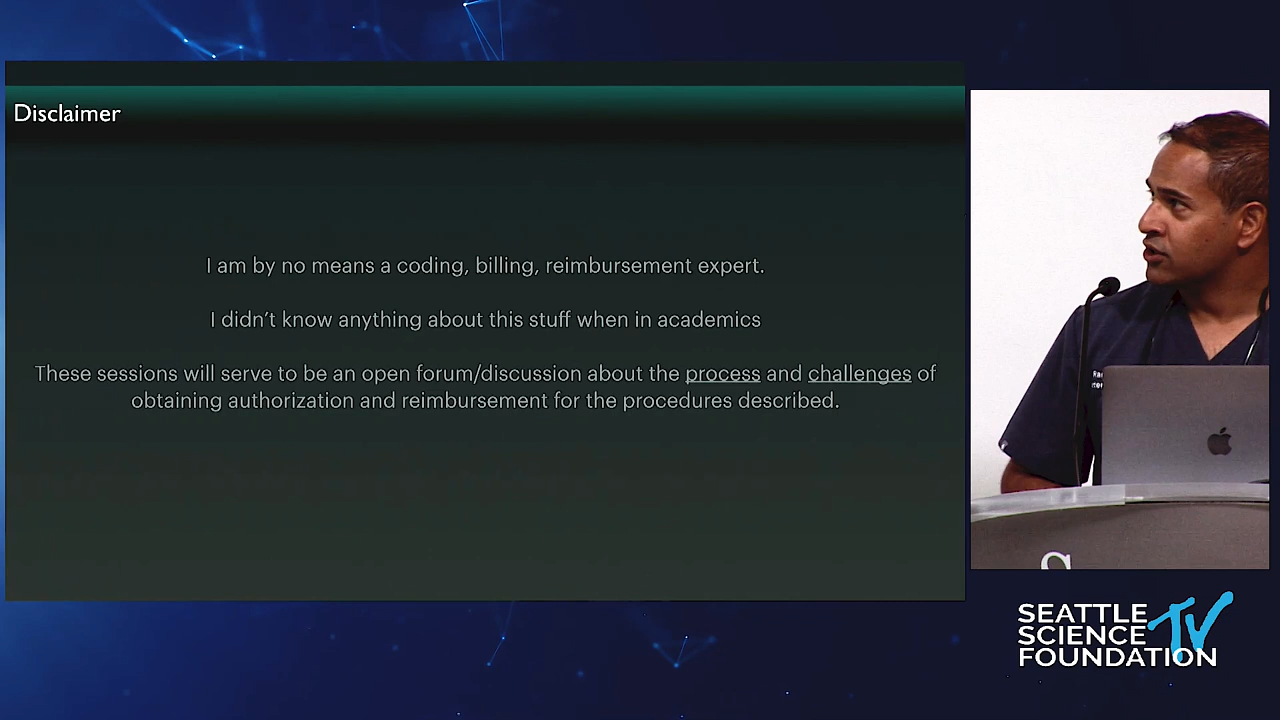 Disclaimer
I am by no means a coding, billing, reimbursement expert.
I didn't know anything about this stuff when in academics
These sessions will serve to be an open forum/discussion about the process and challenges of
obtaining authorization and reimbursement for the procedures described.
S
SEATTLE
SCIENCE TV
FOUNDATION